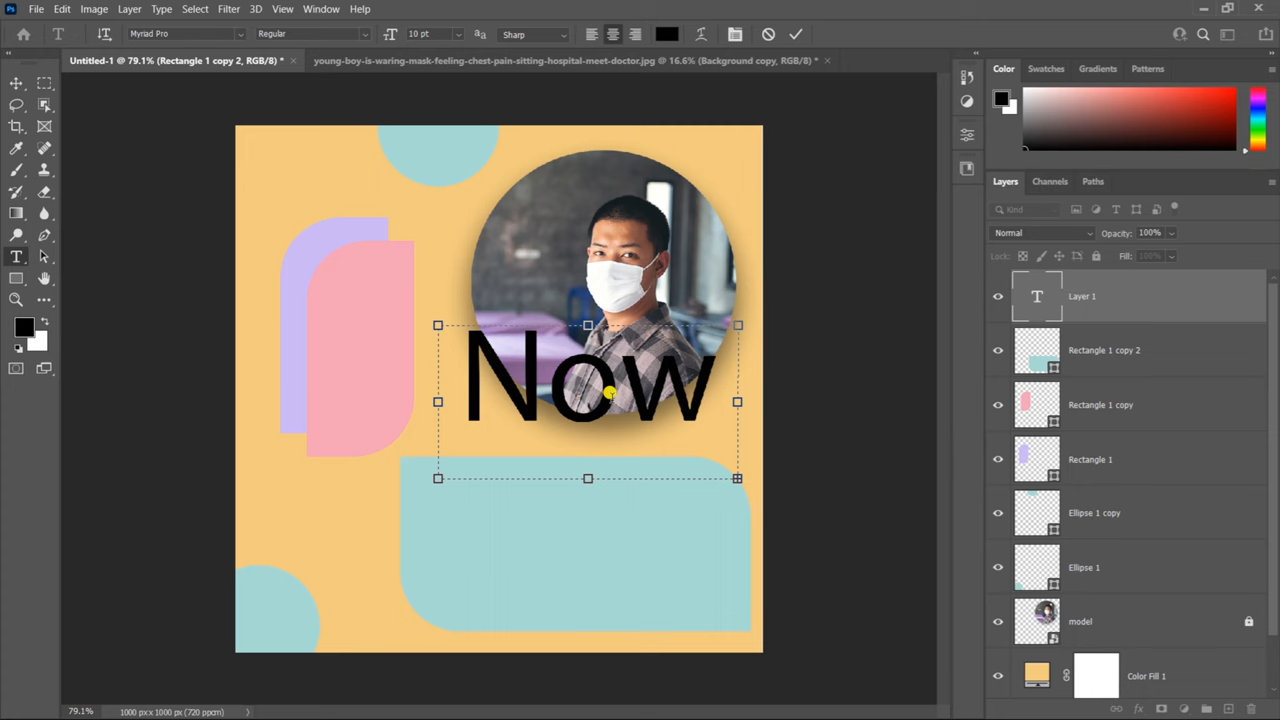 Ps File Edit Image Layer Type Select Filter 3D View Window Help
Myriad Pro Regular 10 pt Sharp
Untitled-1 @ 79.1% (Rectangle 1 copy 2, RGB/8) * × young-boy-is-waring-mask-feeling-chest-pain-sitting-hospital-meet-doctor.jpg @ 16.6% (Background copy, RGB/8) * ×
Color Swatches Gradients Patterns
Layers Channels Paths
Kind
Normal Opacity: 100%
Lock: Fill: 100%
Layer 1
Rectangle 1 copy 2
Rectangle 1 copy
Rectangle 1
Ellipse 1 copy
Ellipse 1
model
Color Fill 1
Now
79.1% 1000 px x 1000 px (720 ppcm)